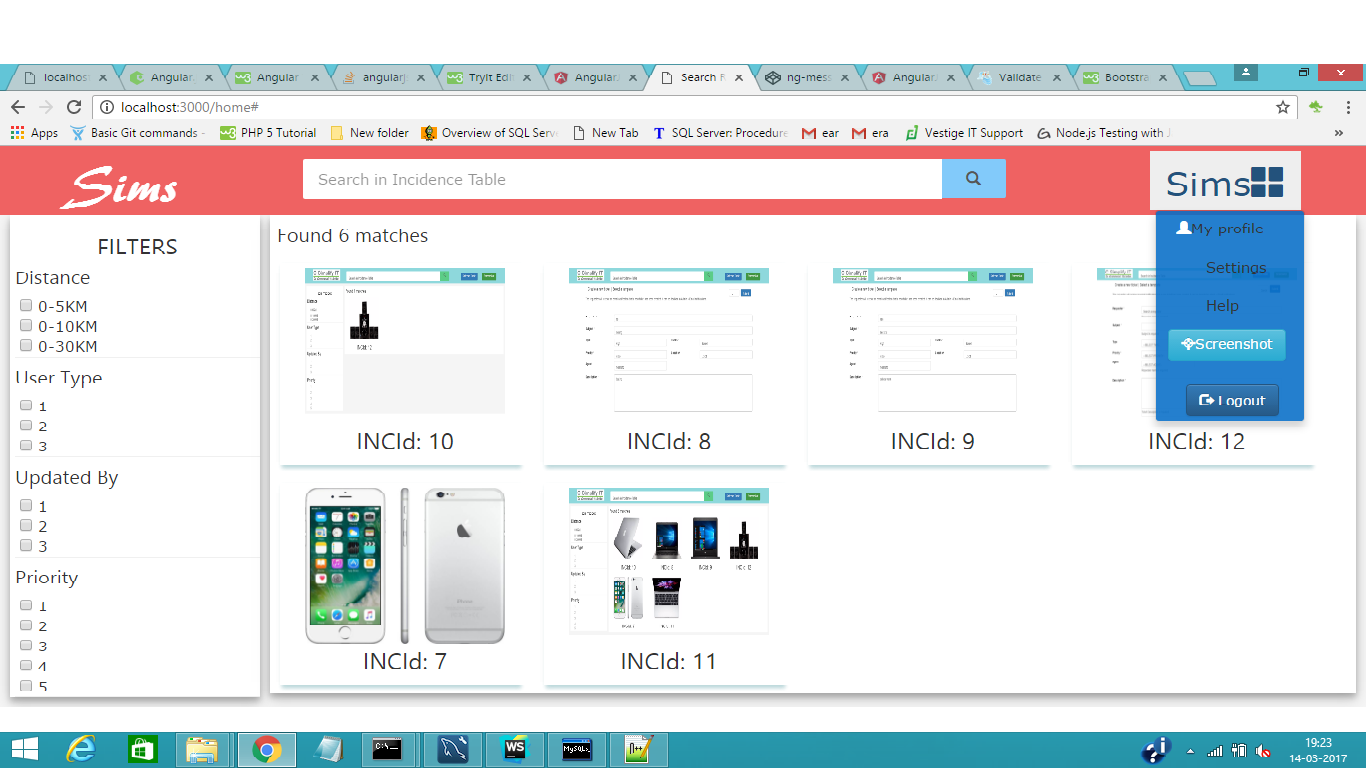 localhos
Angular.
Angular
angularj
TryIt Edi
Angular.
Search R
ng-mess
Angular.
Validate
Bootstra
localhost:3000/home#
Apps
Basic Git commands -
PHP 5 Tutorial
New folder
Overview of SQL Serv
New Tab
SQL Server: Procedure
ear
era
Vestige IT Support
Node.js Testing with J
»
Sims
Search in Incidence Table
Sims
My profile
Settings
Help
Screenshot
Logout
FILTERS
Distance
0-5KM
0-10KM
0-30KM
User Type
1
2
3
Updated By
1
2
3
Priority
1
2
3
4
5
Found 6 matches
INCId: 10
INCId: 8
INCId: 9
INCId: 12
INCId: 7
INCId: 11
C:\
WS
MySQL
N++
19:23
14-03-2017